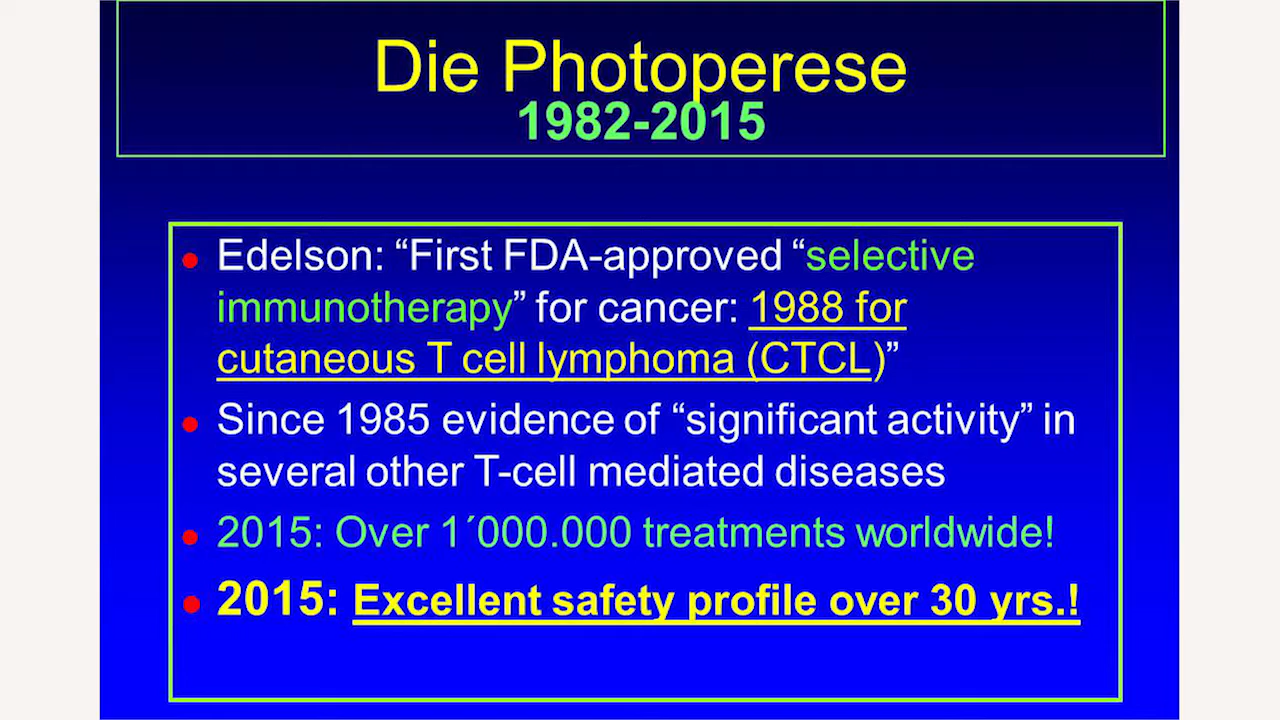 Die Photoperese
1982-2015
Edelson: “First FDA-approved “selective
immunotherapy” for cancer: 1988 for
cutaneous T cell lymphoma (CTCL)”
Since 1985 evidence of “significant activity” in
several other T-cell mediated diseases
2015: Over 1´000.000 treatments worldwide!
2015: Excellent safety profile over 30 yrs.!